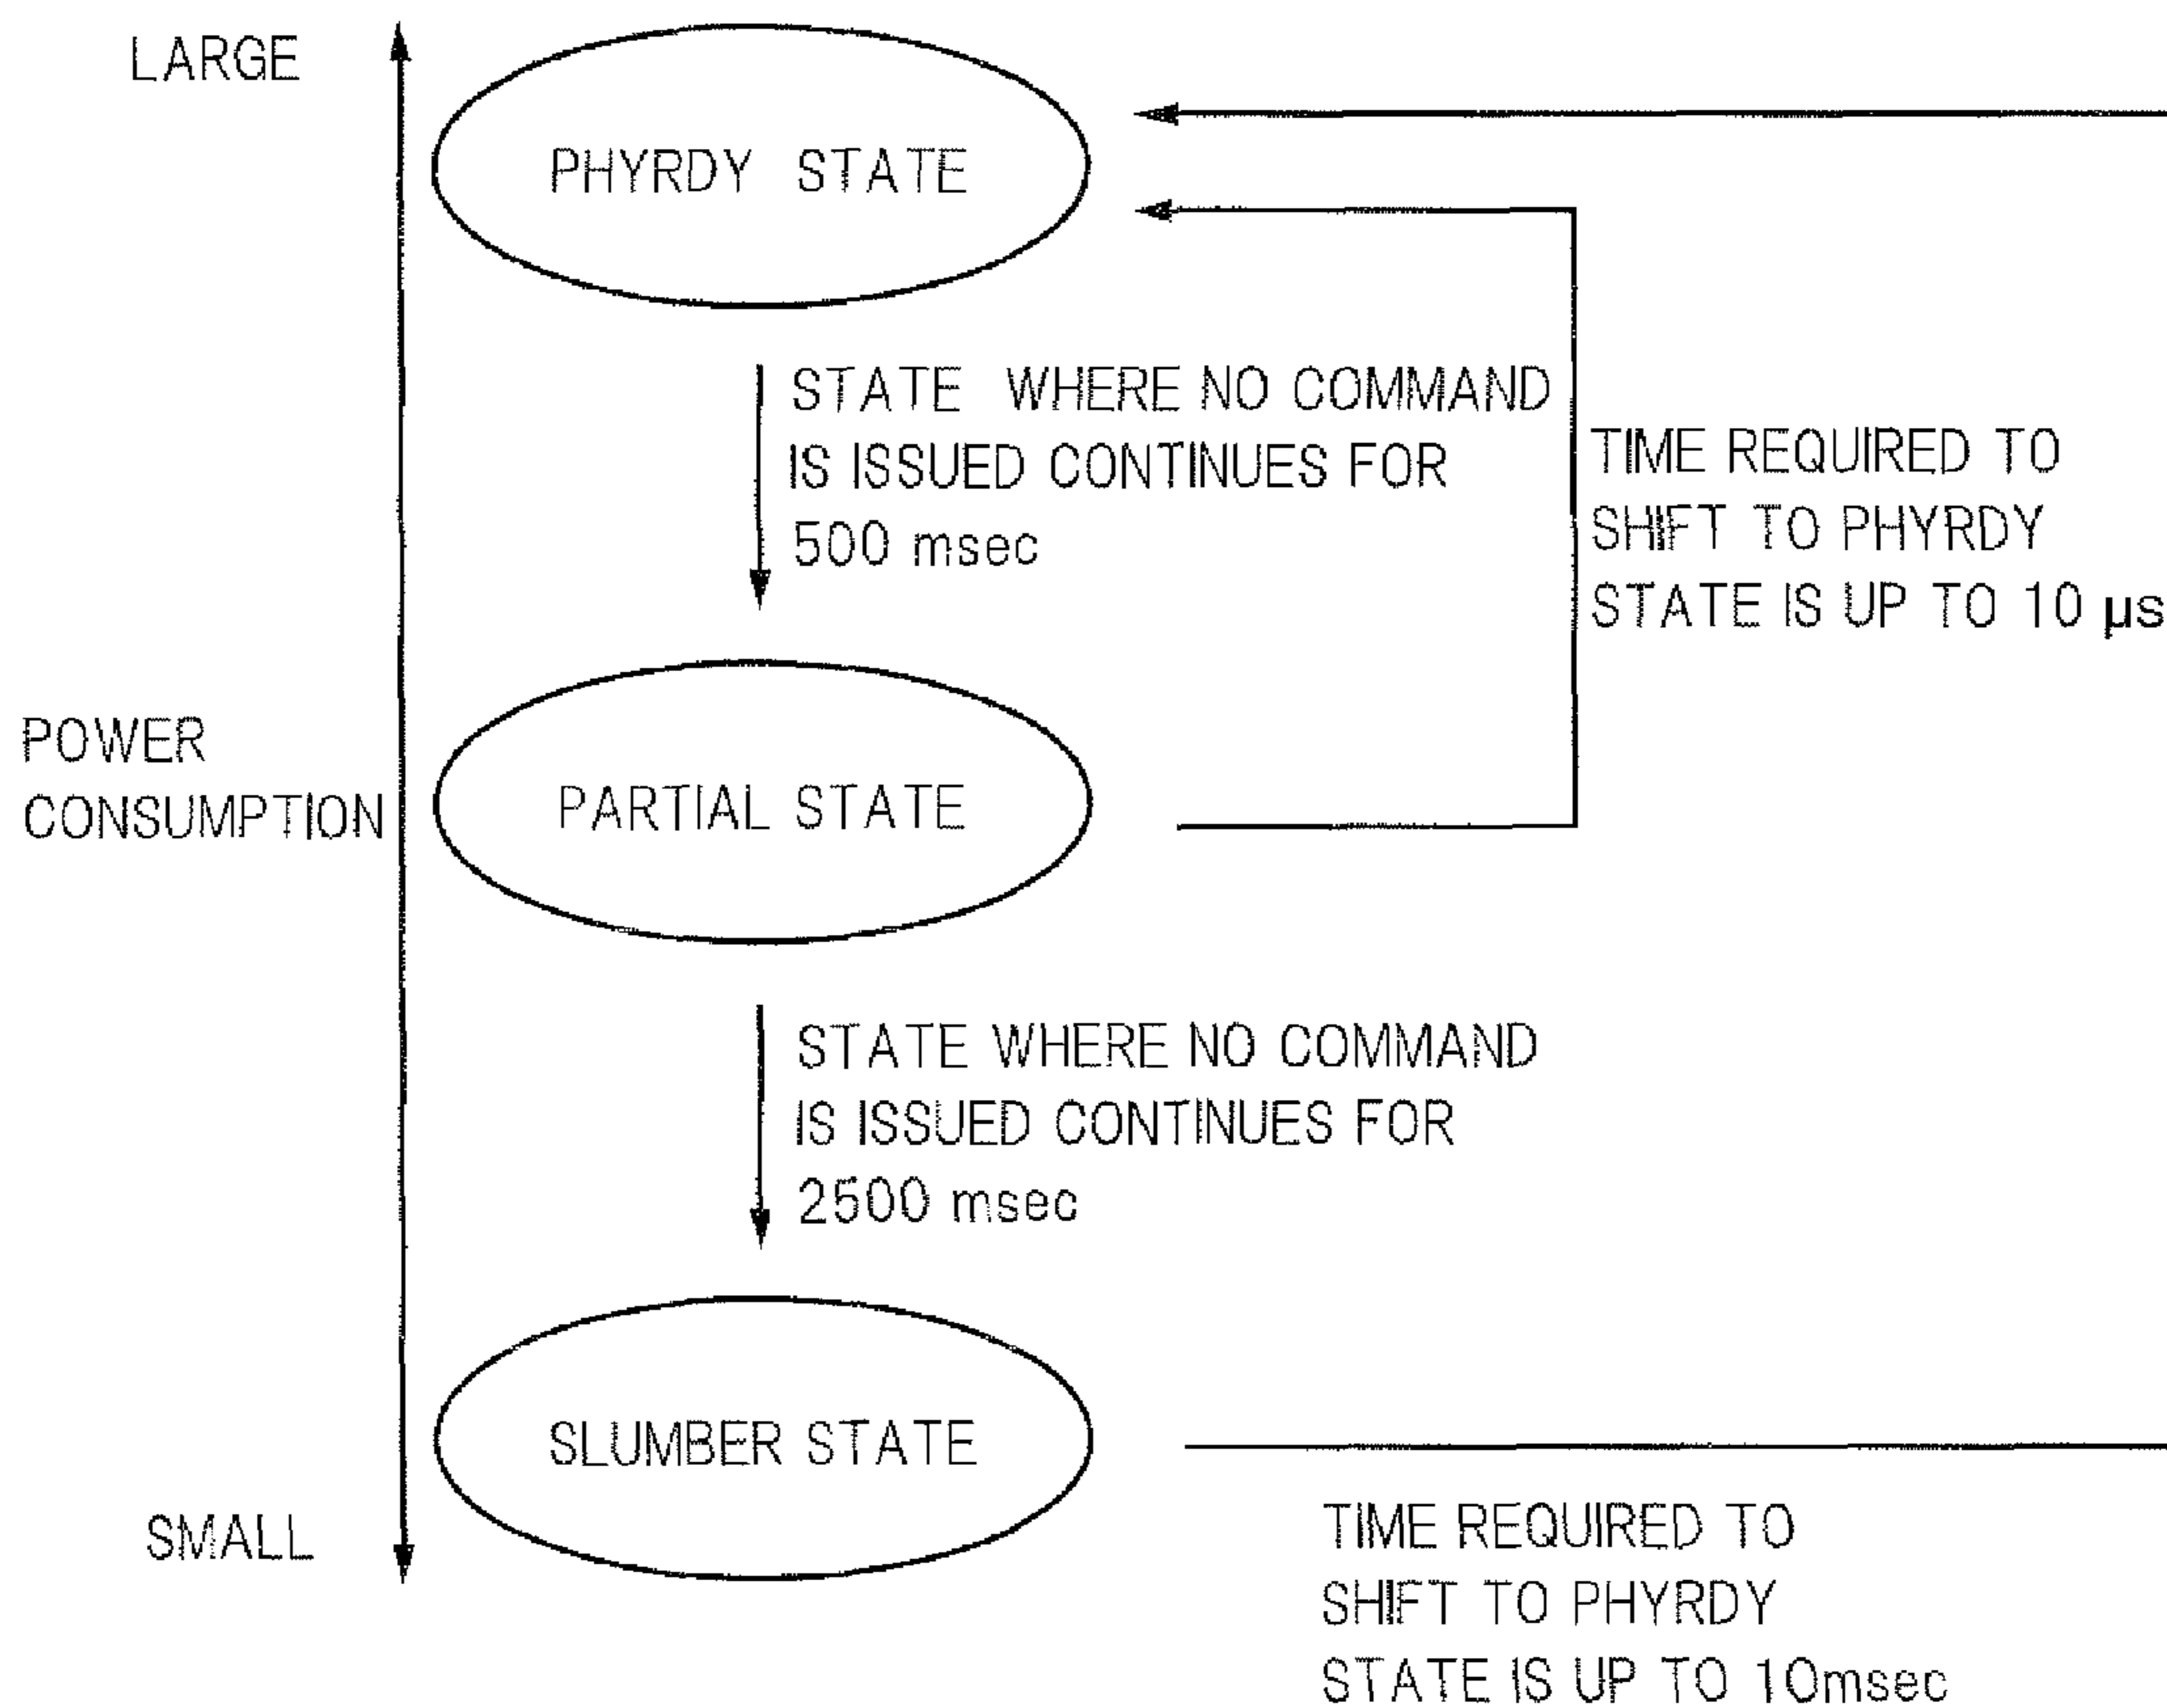 LARGE
PHYRDY STATE
STATE WHERE NO COMMAND
IS ISSUED CONTINUES FOR
500 msec
TIME REQUIRED TO
SHIFT TO PHYRDY
STATE IS UP TO 10 μs
POWER
CONSUMPTION
PARTIAL STATE
STATE WHERE NO COMMAND
IS ISSUED CONTINUES FOR
2500 msec
SLUMBER STATE
SMALL
TIME REQUIRED TO
SHIFT TO PHYRDY
STATE IS UP TO 10msec